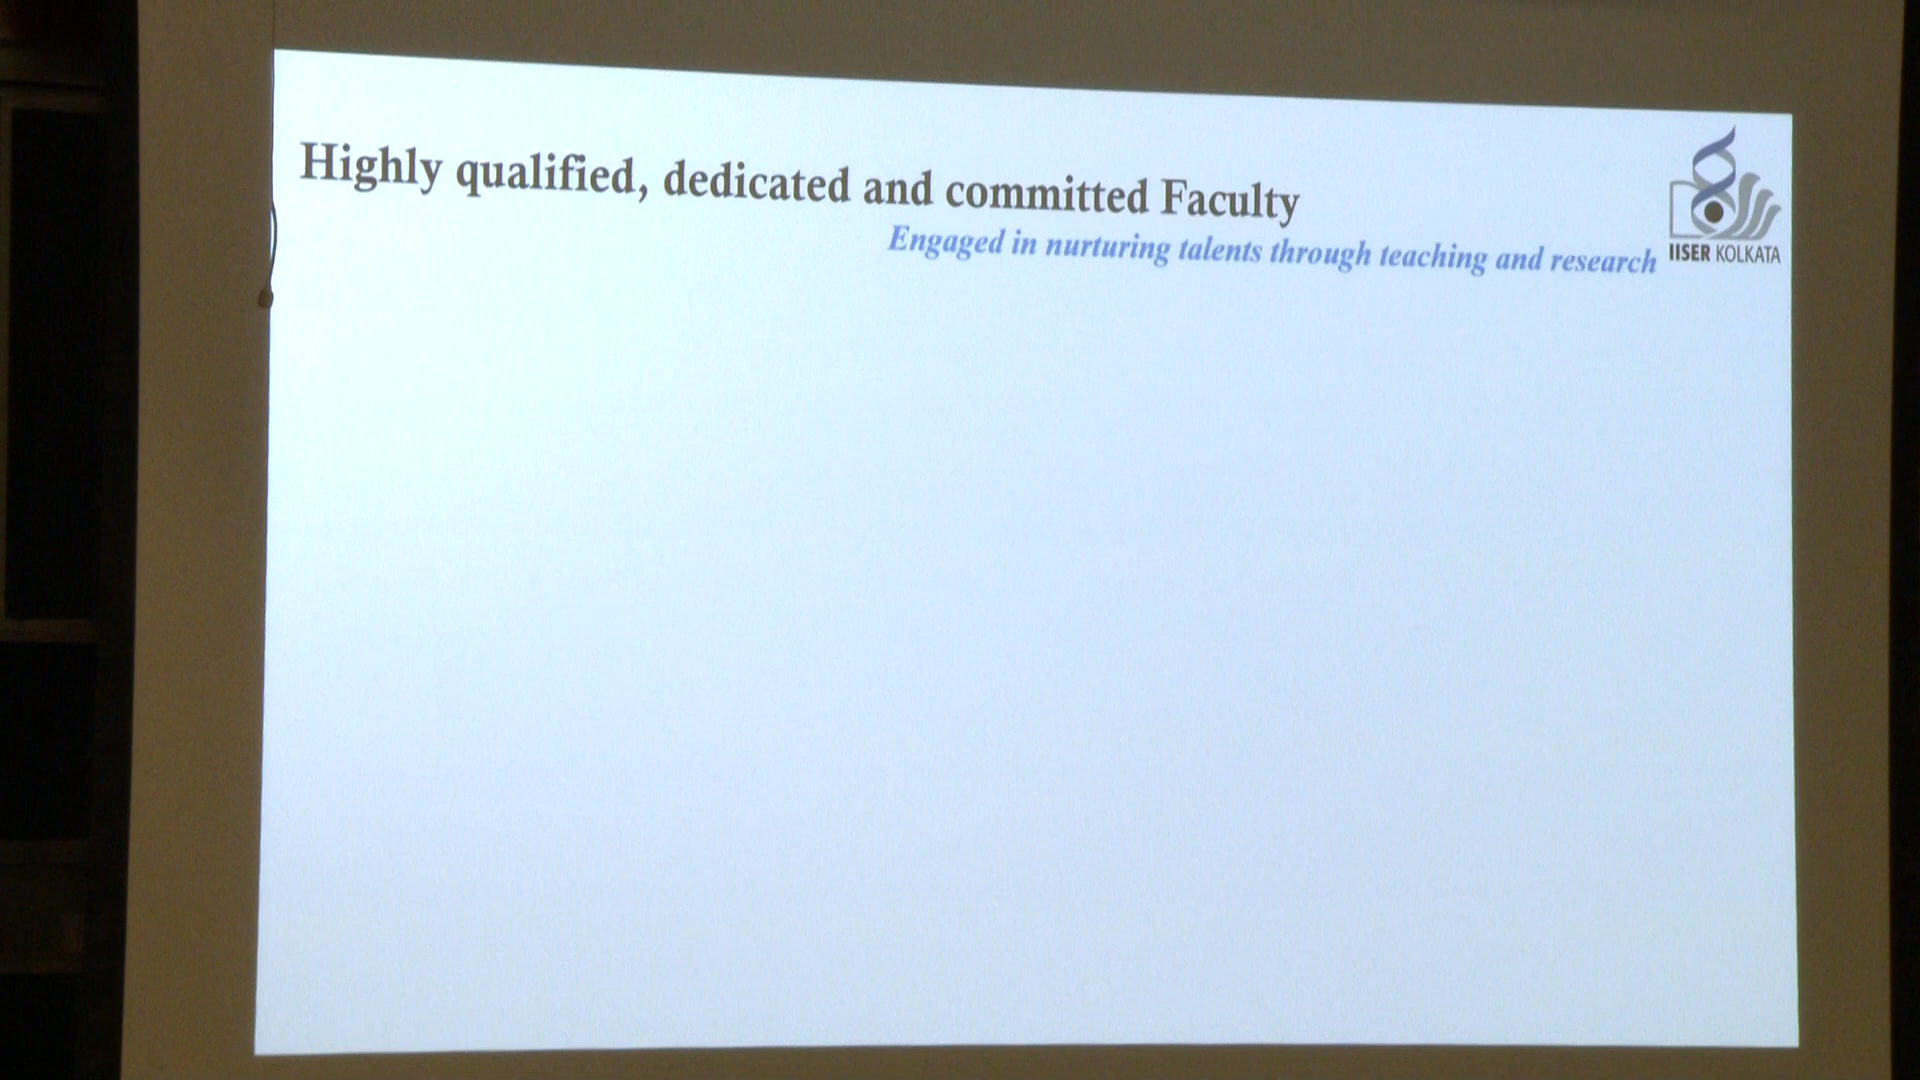 Highly qualified, dedicated and committed Faculty
Engaged in nurturing talents through teaching and research
IISER KOLKATA